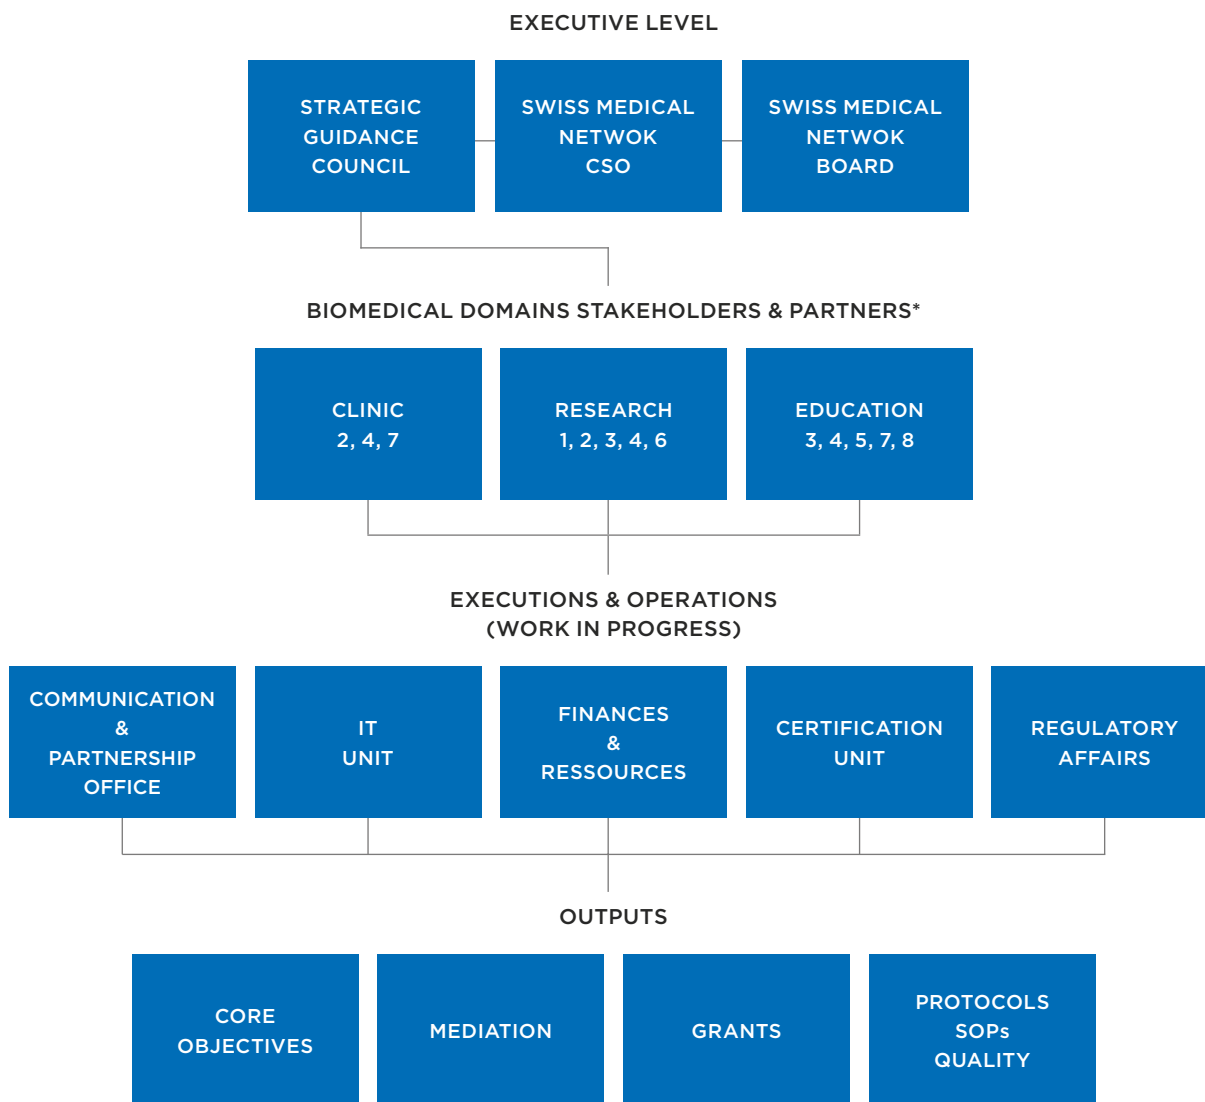 EXECUTIVE LEVEL
STRATEGIC
GUIDANCE
COUNCIL
SWISS MEDICAL
NETWOK
CSO
SWISS MEDICAL
NETWOK
BOARD
BIOMEDICAL DOMAINS STAKEHOLDERS & PARTNERS*
CLINIC
2, 4, 7
RESEARCH
1, 2, 3, 4, 6
EDUCATION
3, 4, 5, 7, 8
EXECUTIONS & OPERATIONS
(WORK IN PROGRESS)
COMMUNICATION
&
PARTNERSHIP
OFFICE
IT
UNIT
FINANCES
&
RESSOURCES
CERTIFICATION
UNIT
REGULATORY
AFFAIRS
OUTPUTS
CORE
OBJECTIVES
MEDIATION
GRANTS
PROTOCOLS
SOPs
QUALITY